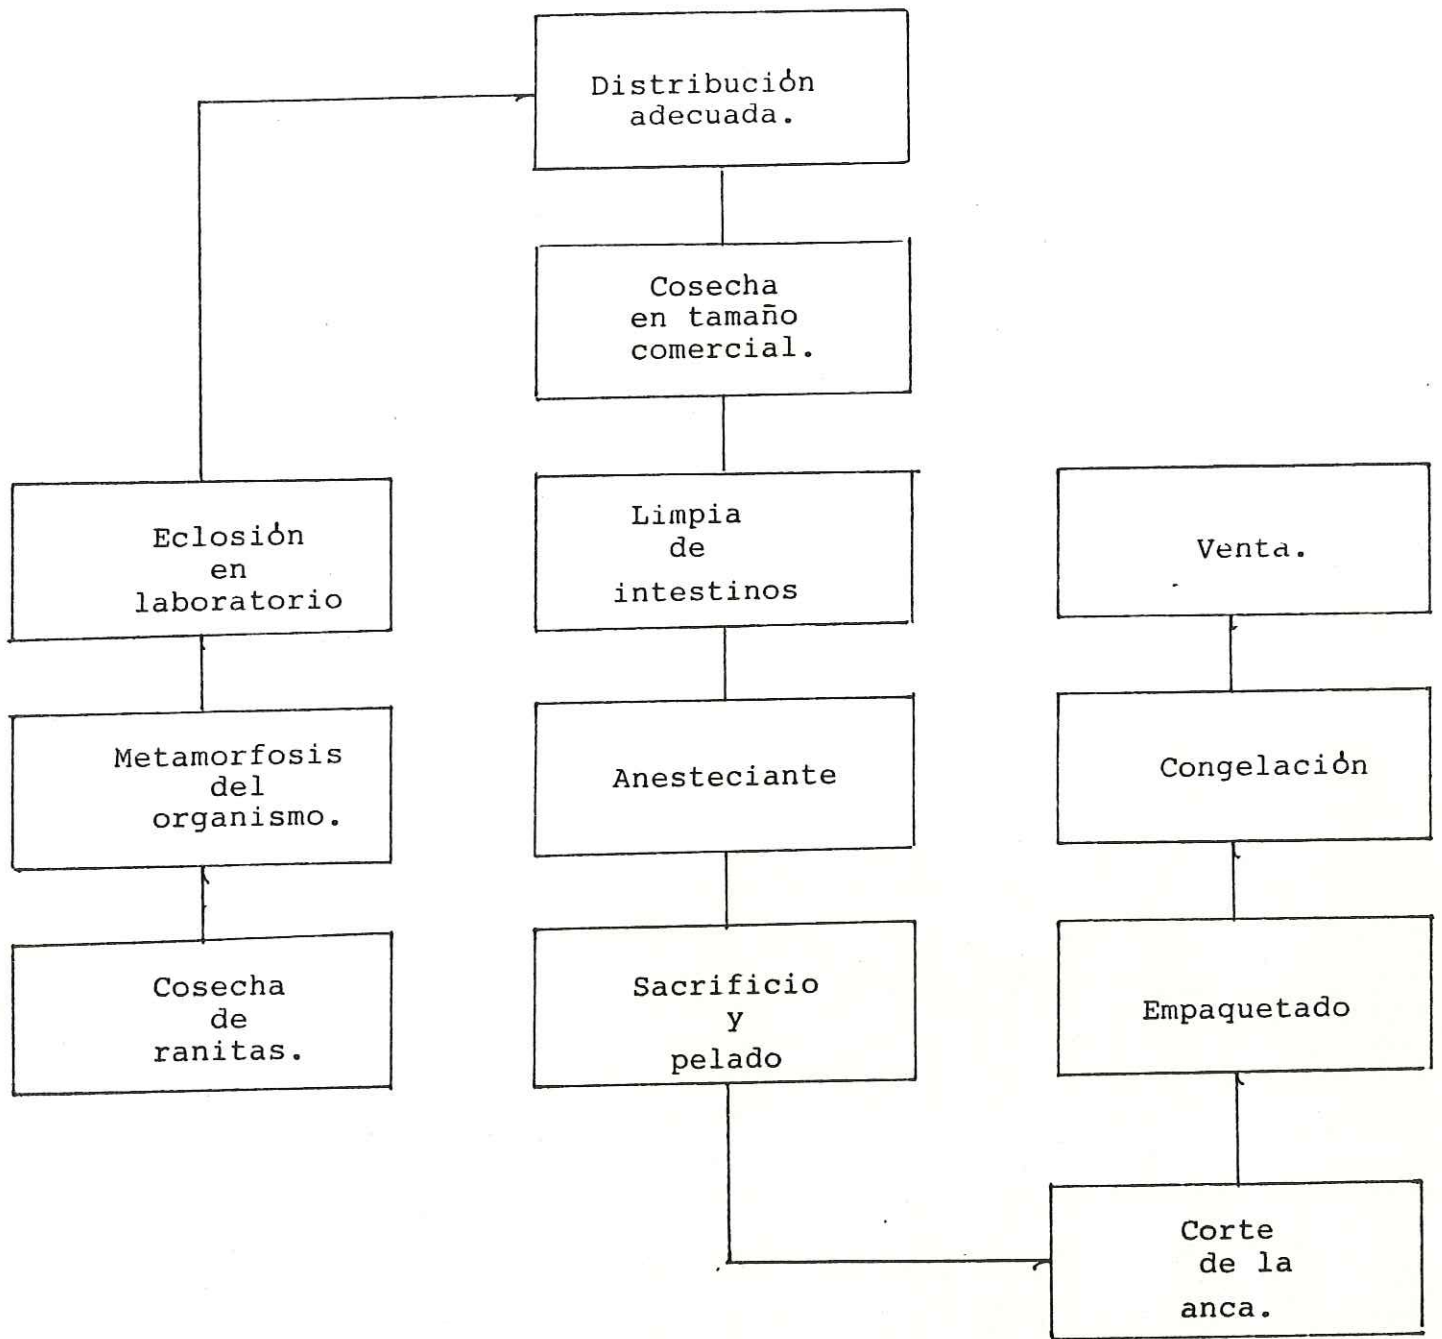 Distribución
adecuada.
Cosecha
en tamaño
comercial.
Eclosión
en
laboratorio
Limpia
de
intestinos
Venta.
Metamorfosis
del
organismo.
Anesteciante
Congelación
Cosecha
de
ranitas.
Sacrificio
y
pelado
Empaquetado
Corte
de la
anca.